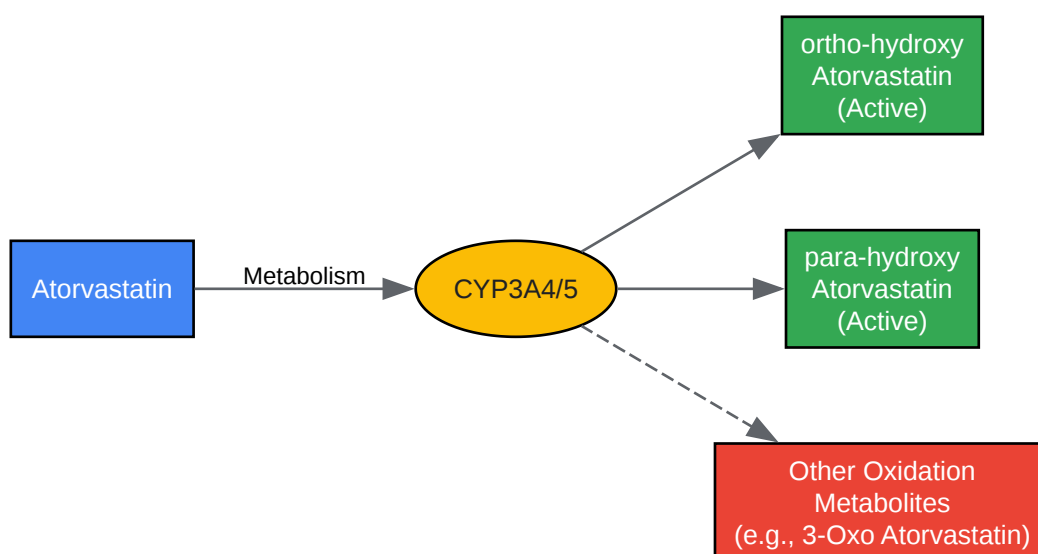 ortho-hydroxy
Atorvastatin
(Active)
Atorvastatin
Metabolism
CYP3A4/5
para-hydroxy
Atorvastatin
(Active)
Other Oxidation
Metabolites
(e.g., 3-Oxo Atorvastatin)